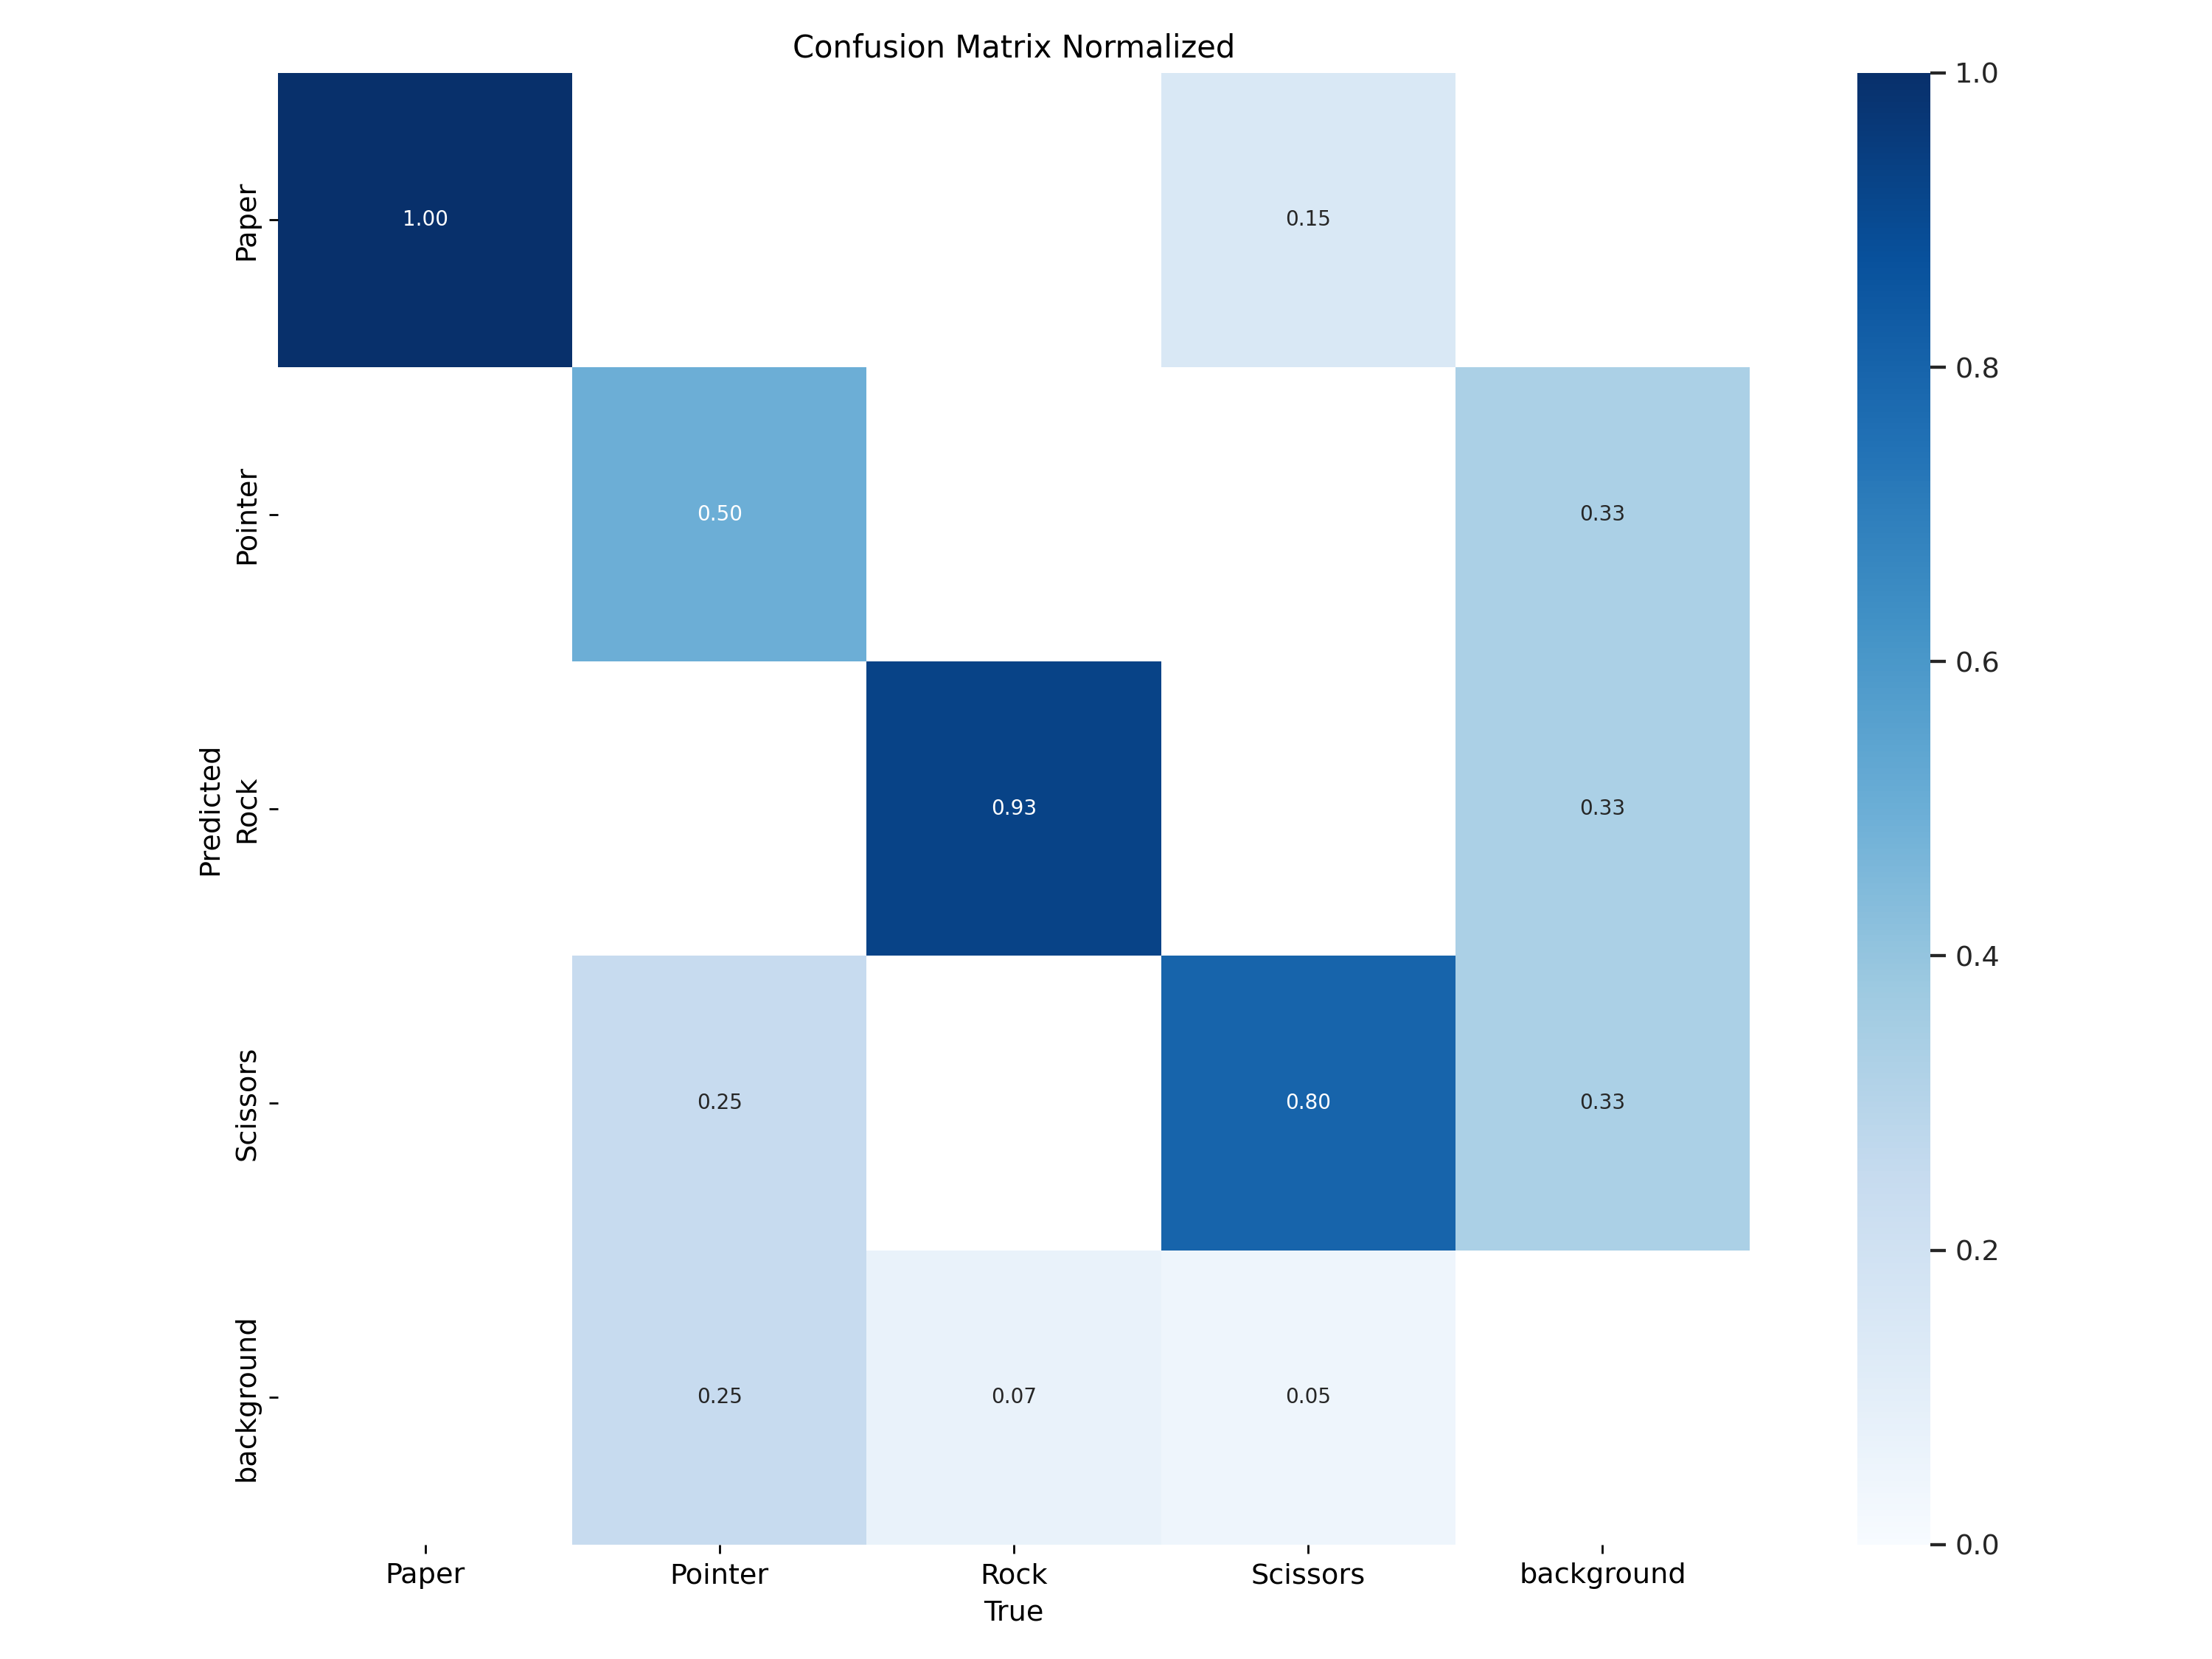 Confusion Matrix Normalized
1.0
Paper
1.00
0.15
0.8
Pointer
0.50
0.33
0.6
Predicted
Rock
0.93
0.33
0.4
Scissors
0.25
0.80
0.33
0.2
background
0.25
0.07
0.05
0.0
Paper
Pointer
Rock
Scissors
background
True